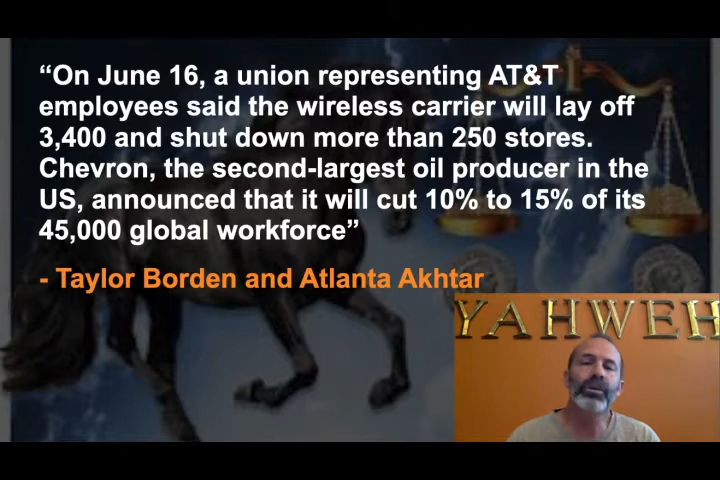 “On June 16, a union representing AT&T
employees said the wireless carrier will lay off
3,400 and shut down more than 250 stores.
Chevron, the second-largest oil producer in the
US, announced that it will cut 10% to 15% of its
45,000 global workforce”
- Taylor Borden and Atlanta Akhtar
YAHWEH